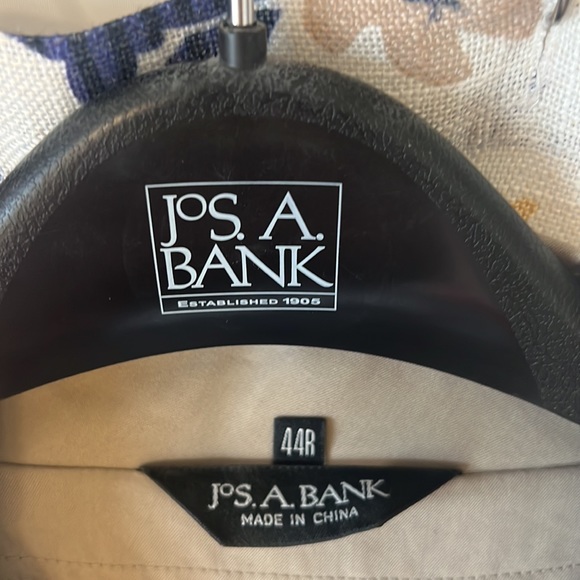 JOS. A.
BANK
ESTABLISHED 1905
44R
JOS. A. BANK
MADE IN CHINA